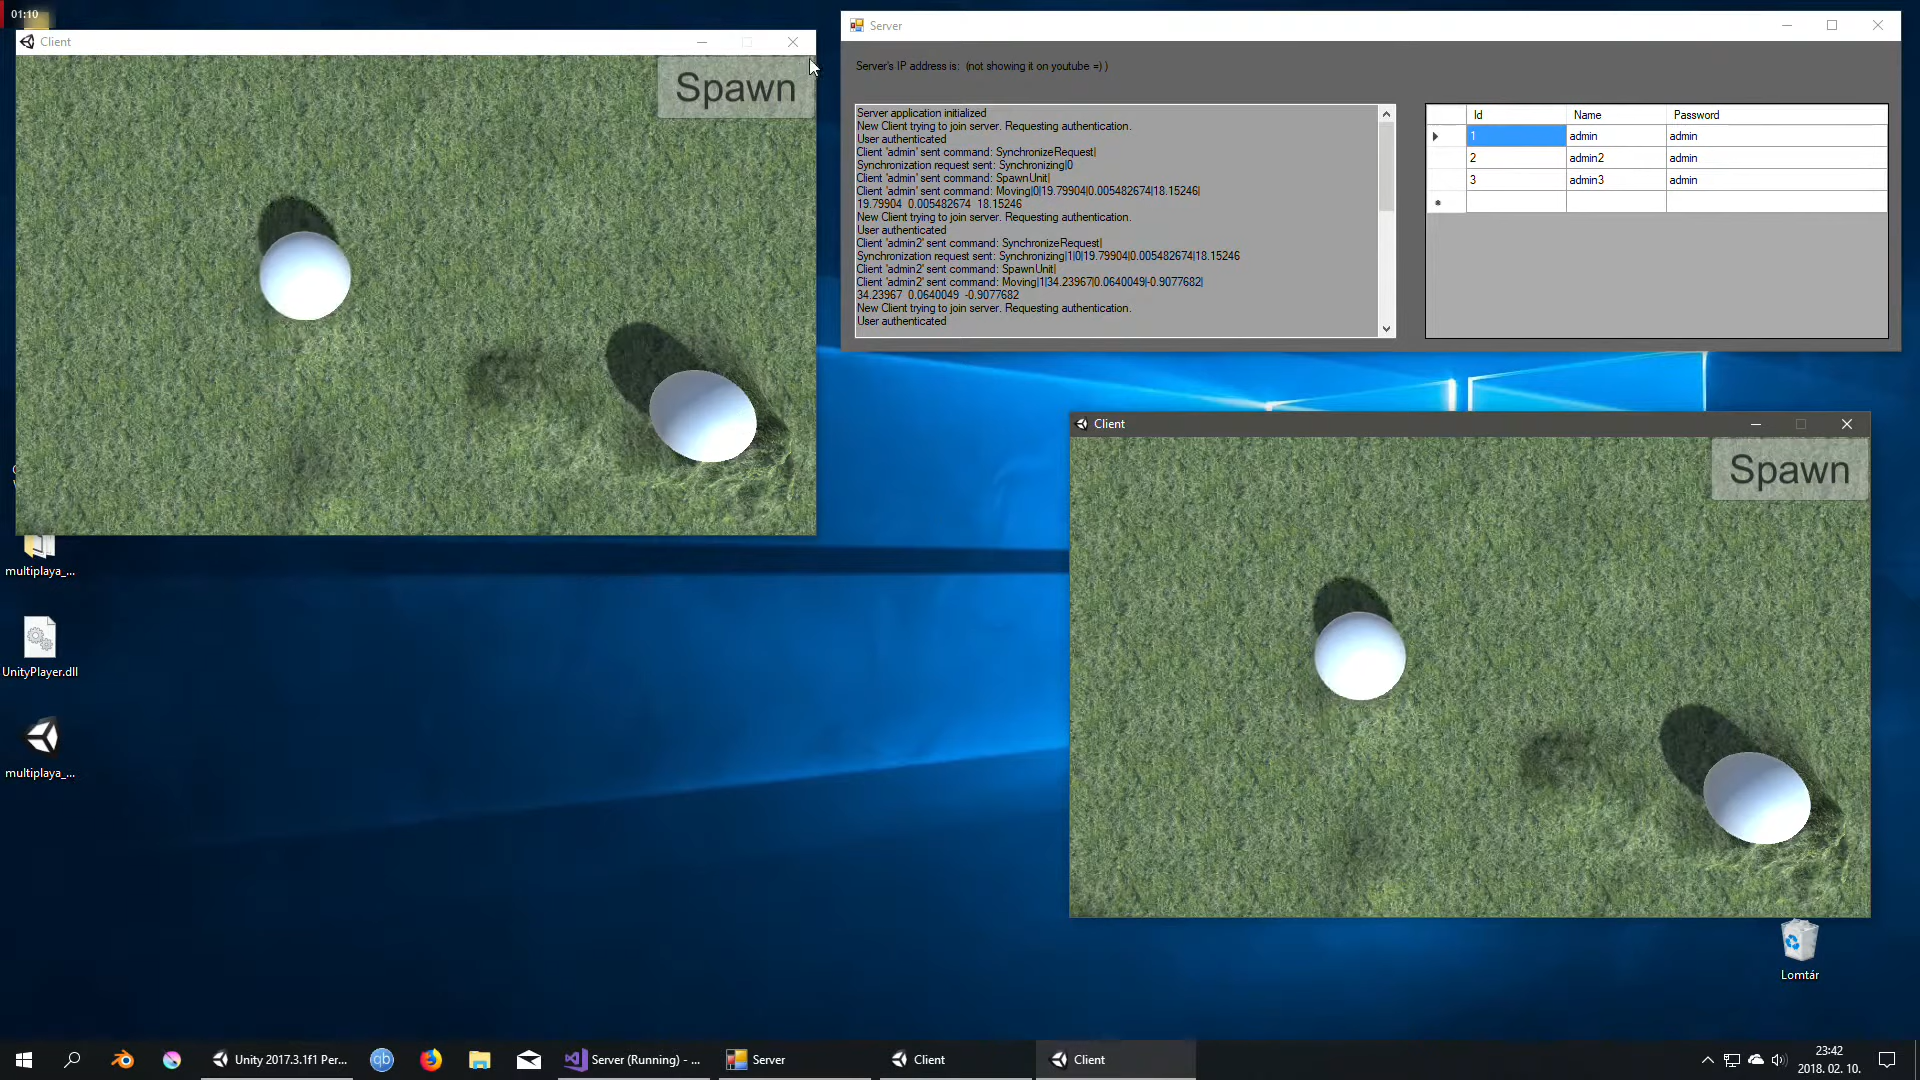 01:10
Client
Spawn
Server
Server's IP address is:  (not showing it on youtube =) )
Server application initialized
New Client trying to join server. Requesting authentication.
User authenticated
Client 'admin' sent command: SynchronizeRequest|
Synchronization request sent: Synchronizing|0
Client 'admin' sent command: SpawnUnit|
Client 'admin' sent command: Moving|0|19.79904|0.005482674|18.15246|
19.79904  0.005482674  18.15246
New Client trying to join server. Requesting authentication.
User authenticated
Client 'admin2' sent command: SynchronizeRequest|
Synchronization request sent: Synchronizing|1|0|19.79904|0.005482674|18.15246
Client 'admin2' sent command: SpawnUnit|
Client 'admin2' sent command: Moving|1|34.23967|0.0640049|-0.9077682|
34.23967  0.0640049  -0.9077682
New Client trying to join server. Requesting authentication.
User authenticated
Id Name Password
1 admin admin
2 admin2 admin
3 admin3 admin
Client
Spawn
multiplaya_...
UnityPlayer.dll
multiplaya_...
Lomtár
Unity 2017.3.1f1 Per...
qb
Server (Running) - ...
Server
Client
Client
23:42
2018. 02. 10.